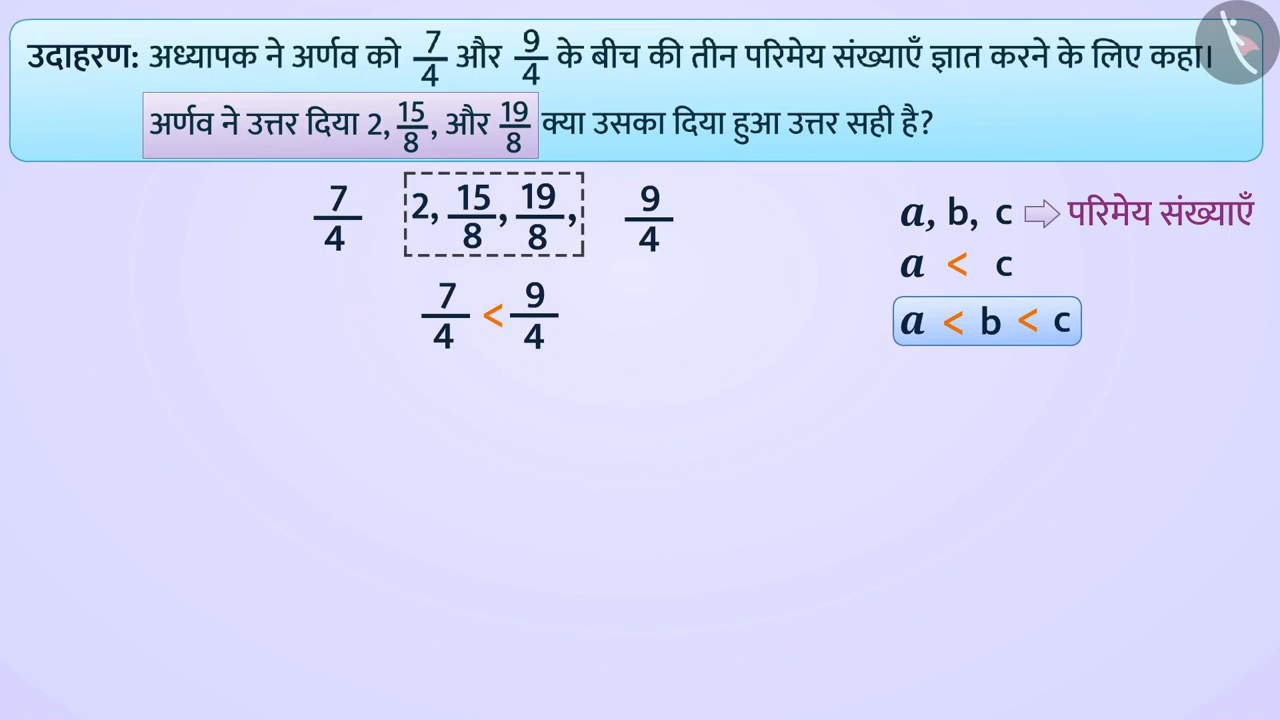 उदाहरण: अध्यापक ने अर्णव को 7/4 और 9/4 के बीच की तीन परिमेय संख्याएँ ज्ञात करने के लिए कहा।
अर्णव ने उत्तर दिया 2, 15/8, और 19/8 क्या उसका दिया हुआ उत्तर सही है?
7/4 2, 15/8, 19/8, 9/4
7/4 < 9/4
a, b, c ⇨ परिमेय संख्याएँ
a < c
a < b < c